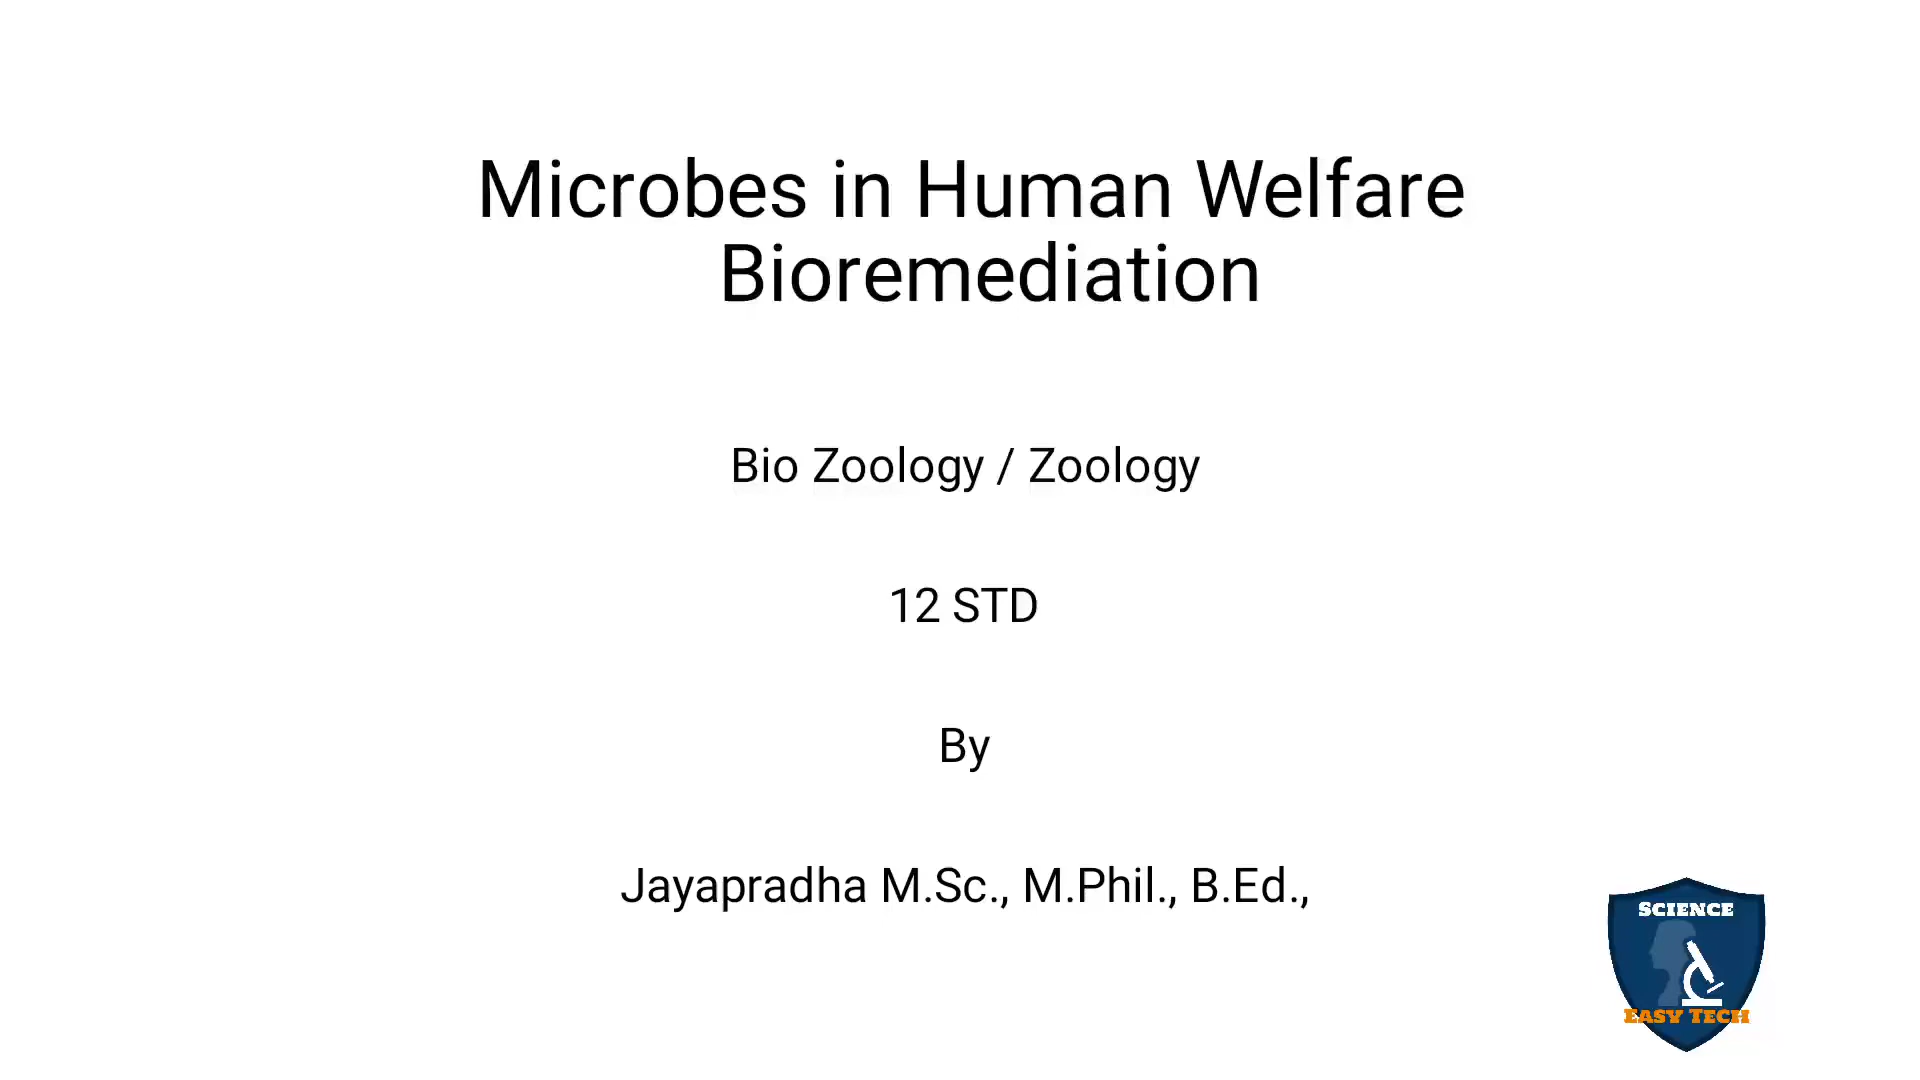 Microbes in Human Welfare
Bioremediation
Bio Zoology / Zoology
12 STD
By
Jayapradha M.Sc., M.Phil., B.Ed.,
SCIENCE
EASY TECH